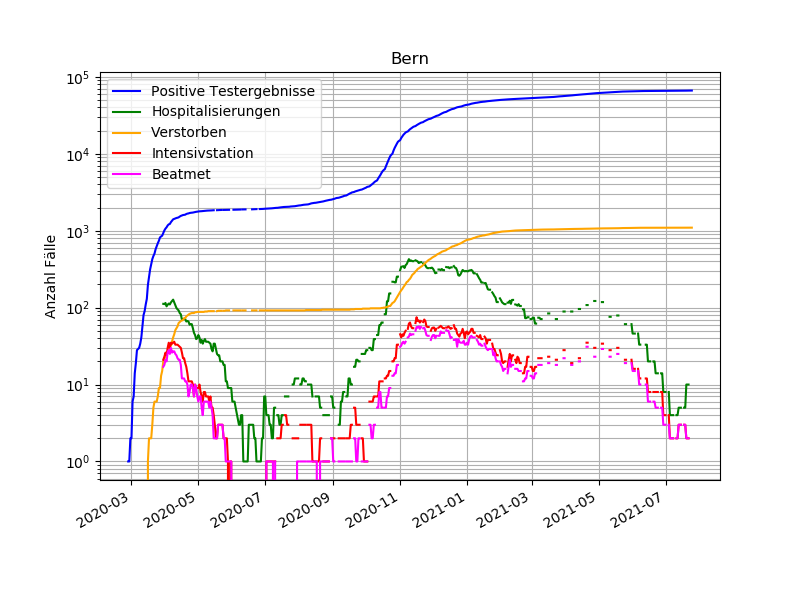 Bern
Anzahl Fälle
10^5
10^4
10^3
10^2
10^1
10^0
Positive Testergebnisse
Hospitalisierungen
Verstorben
Intensivstation
Beatmet
2020-03
2020-05
2020-07
2020-09
2020-11
2021-01
2021-03
2021-05
2021-07